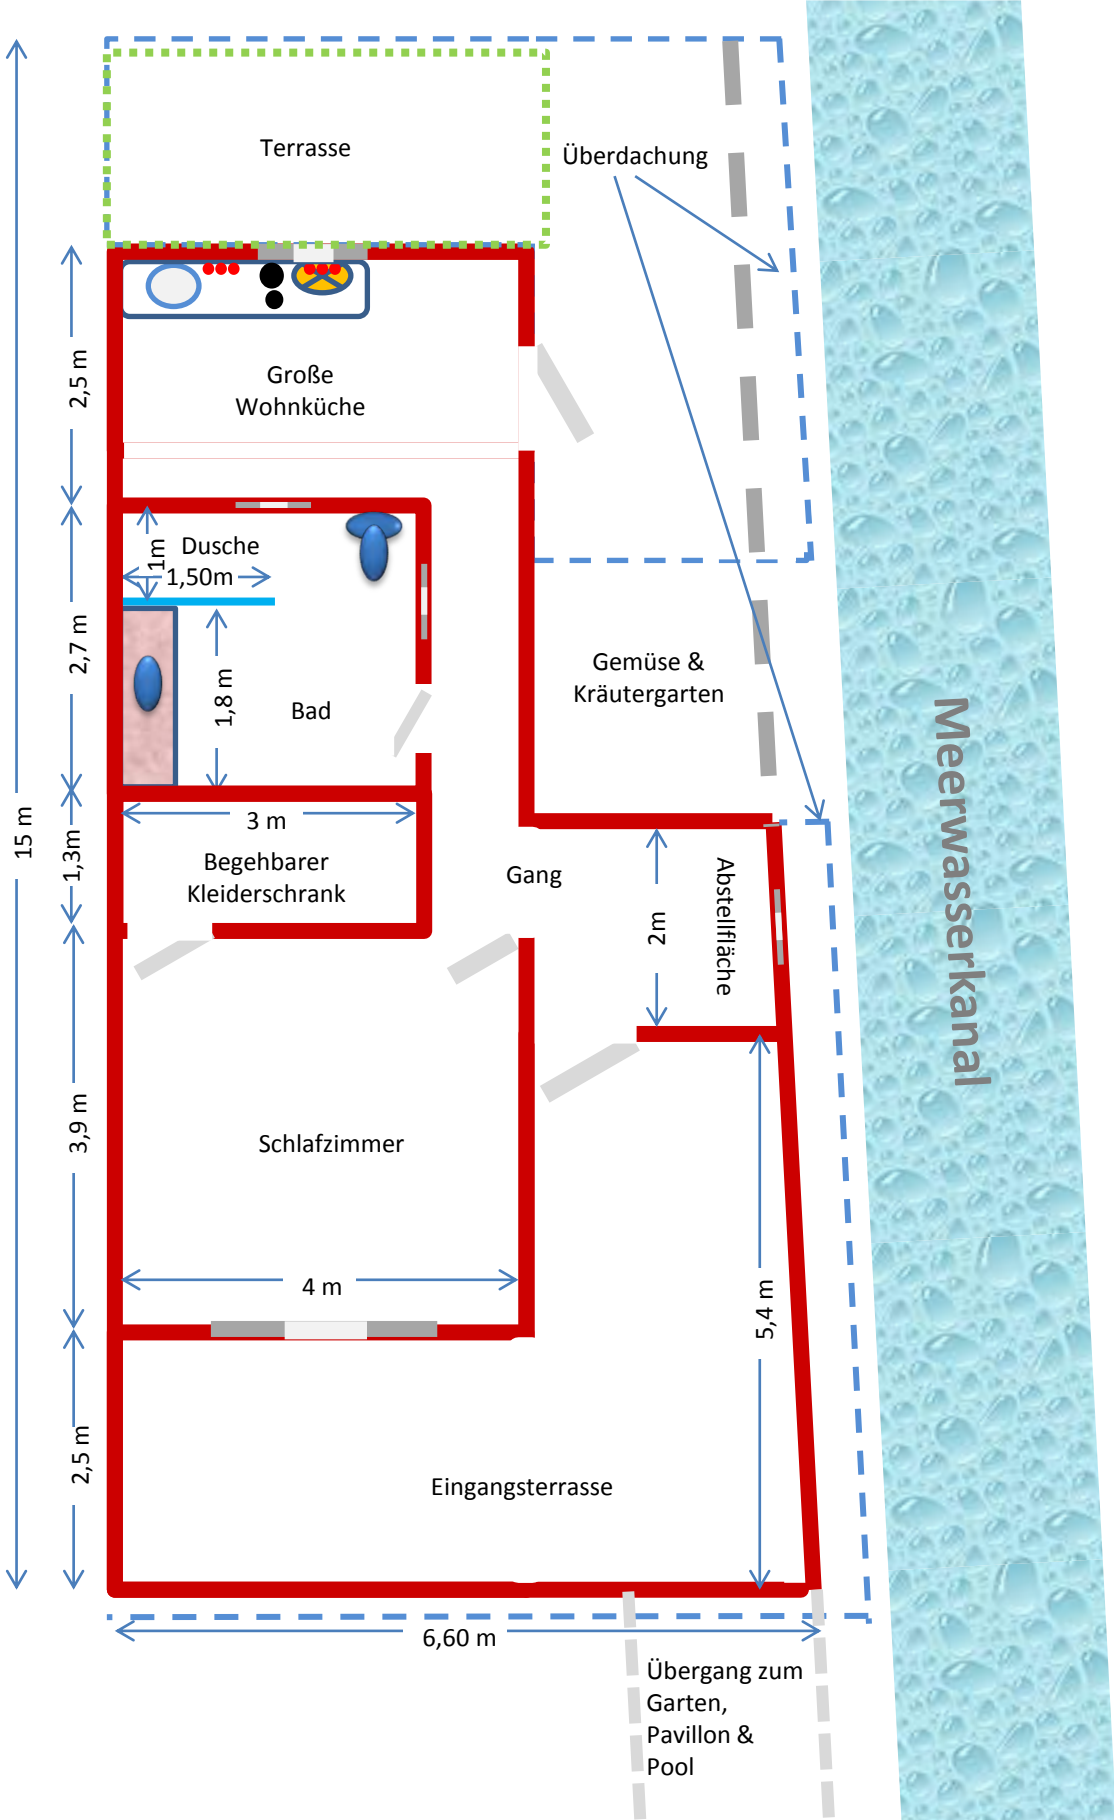 Terrasse
Überdachung
2,5 m
Große
Wohnküche
1m
Dusche
1,50m
2,7 m
1,8 m
Bad
Gemüse &
Kräutergarten
Meerwasserkanal
15 m
1,3m
3 m
Begehbarer
Kleiderschrank
Gang
2m
Abstellfläche
3,9 m
Schlafzimmer
4 m
5,4 m
2,5 m
Eingangsterrasse
6,60 m
Übergang zum
Garten,
Pavillon &
Pool